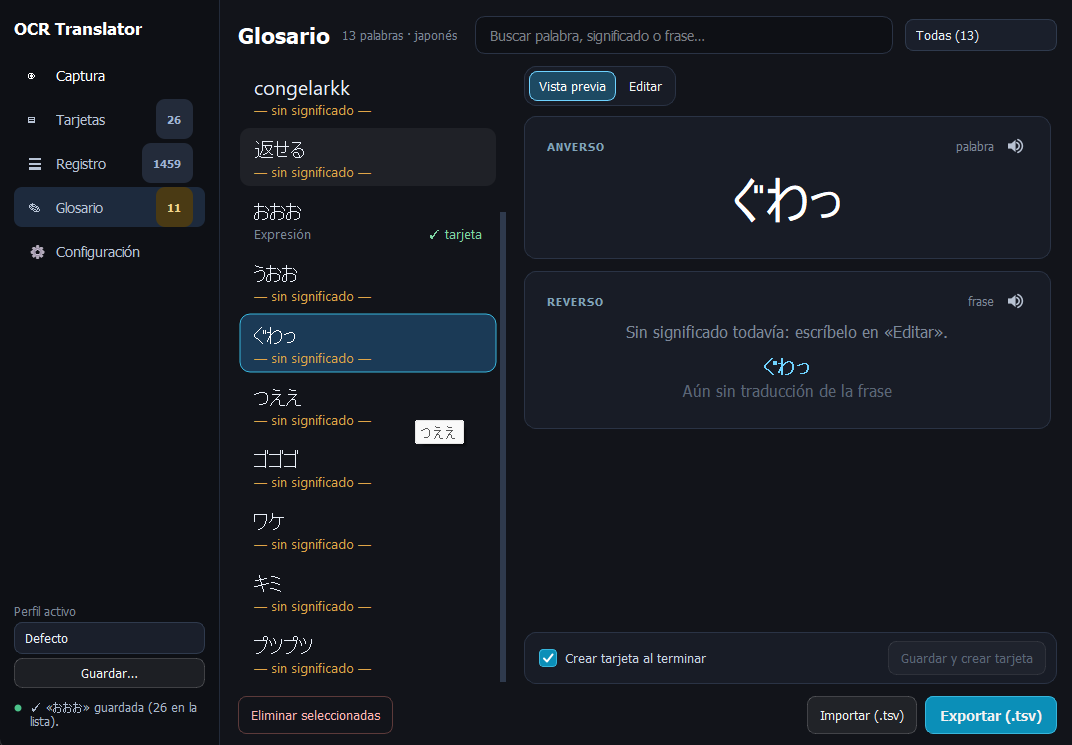 OCR Translator
Captura
Tarjetas 26
Registro 1459
Glosario 11
Configuración
Perfil activo
Defecto
Guardar...
✓ «おおお» guardada (26 en la
lista).
Glosario 13 palabras · japonés
Buscar palabra, significado o frase...
Todas (13)
congelarkk
— sin significado —
返せる
— sin significado —
おおお
Expresión ✓ tarjeta
うおお
— sin significado —
ぐわっ
— sin significado —
つええ
— sin significado —
つええ
ゴゴゴ
— sin significado —
ワケ
— sin significado —
キミ
— sin significado —
プツプツ
— sin significado —
Eliminar seleccionadas
Vista previa Editar
ANVERSO palabra
ぐわっ
REVERSO frase
Sin significado todavía: escríbelo en «Editar».
ぐわっ
Aún sin traducción de la frase
Crear tarjeta al terminar Guardar y crear tarjeta
Importar (.tsv) Exportar (.tsv)